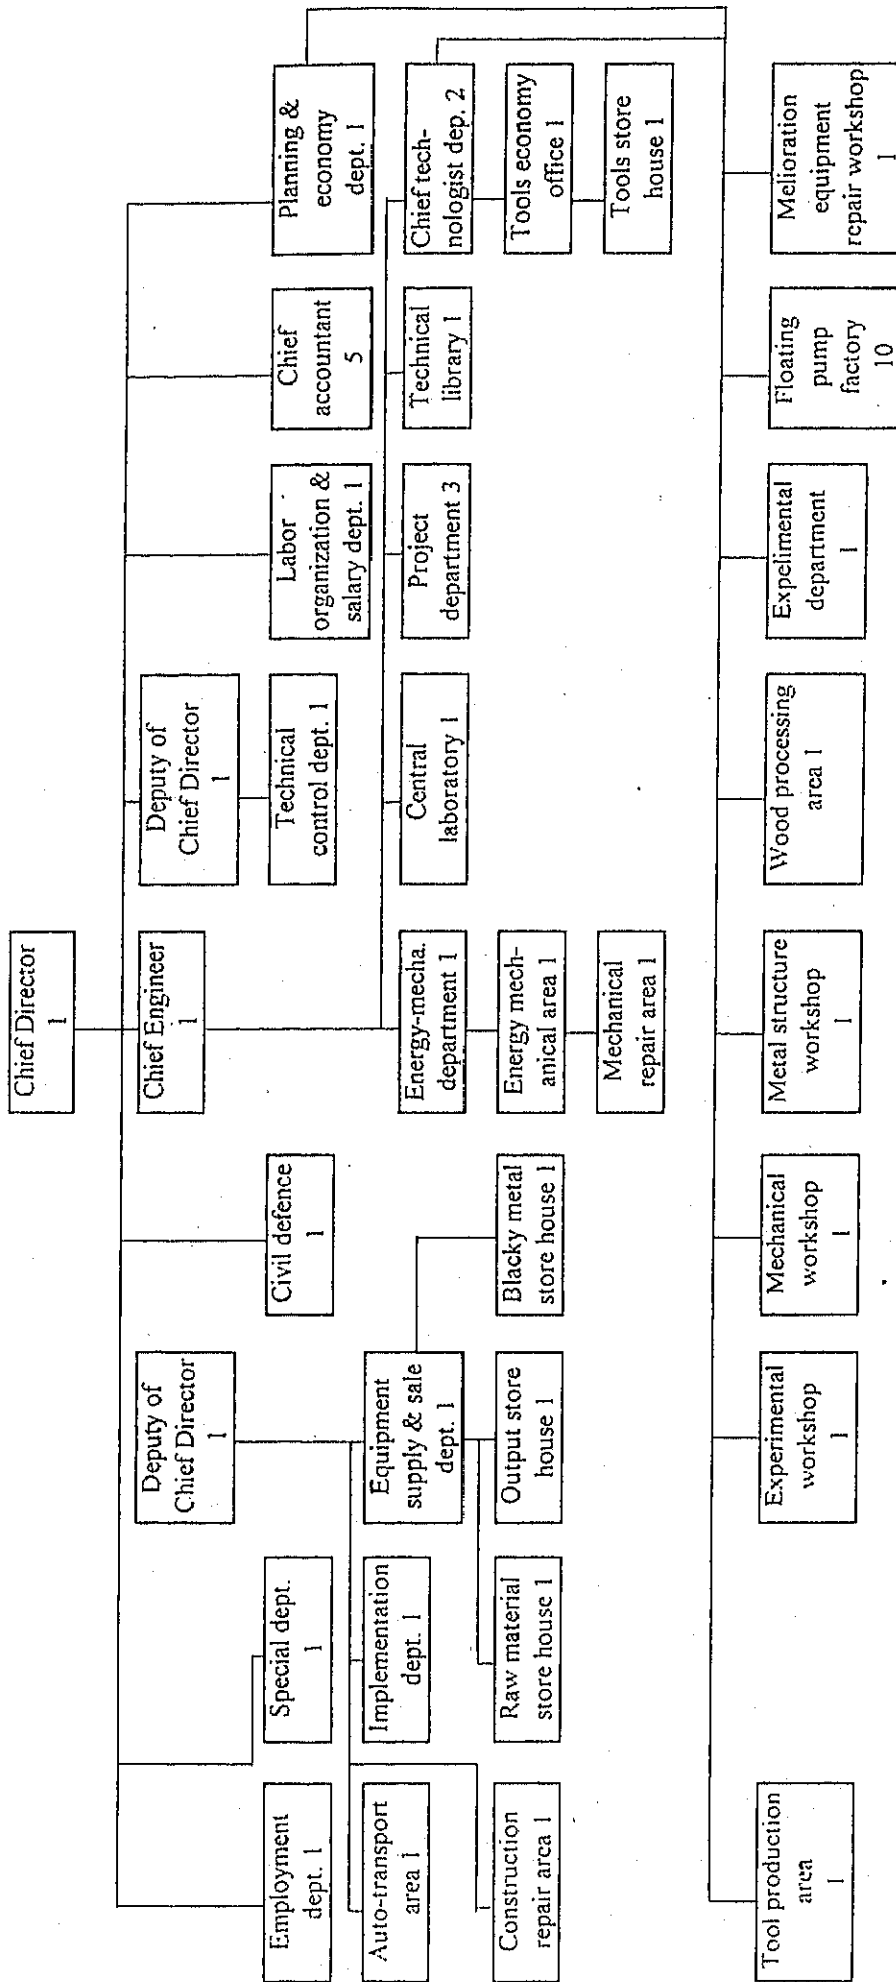 Chief Director
1
Deputy of
Chief Director
1
Chief Engineer
1
Deputy of
Chief Director
1
Employment
dept. 1
Special dept.
1
Civil defence
1
Technical
control dept. 1
Labor
organization &
salary dept. 1
Chief
accountant
5
Planning &
economy
dept. 1
Auto-transport
area 1
Implementation
dept. 1
Equipment
supply & sale
dept. 1
Energy-mecha.
department 1
Central
laboratory 1
Project
department 3
Technical
library 1
Chief tech-
nologist dep. 2
Construction
repair area 1
Raw material
store house 1
Output store
house 1
Blacky metal
store house 1
Energy mech-
anical area 1
Tools economy
office 1
Mechanical
repair area 1
Tools store
house 1
Tool production
area
1
Experimental
workshop
1
Mechanical
workshop
1
Metal structure
workshop
1
Wood processing
area 1
Expelimental
department
1
Floating
pump
factory
10
Melioration
equipment
repair workshop
1